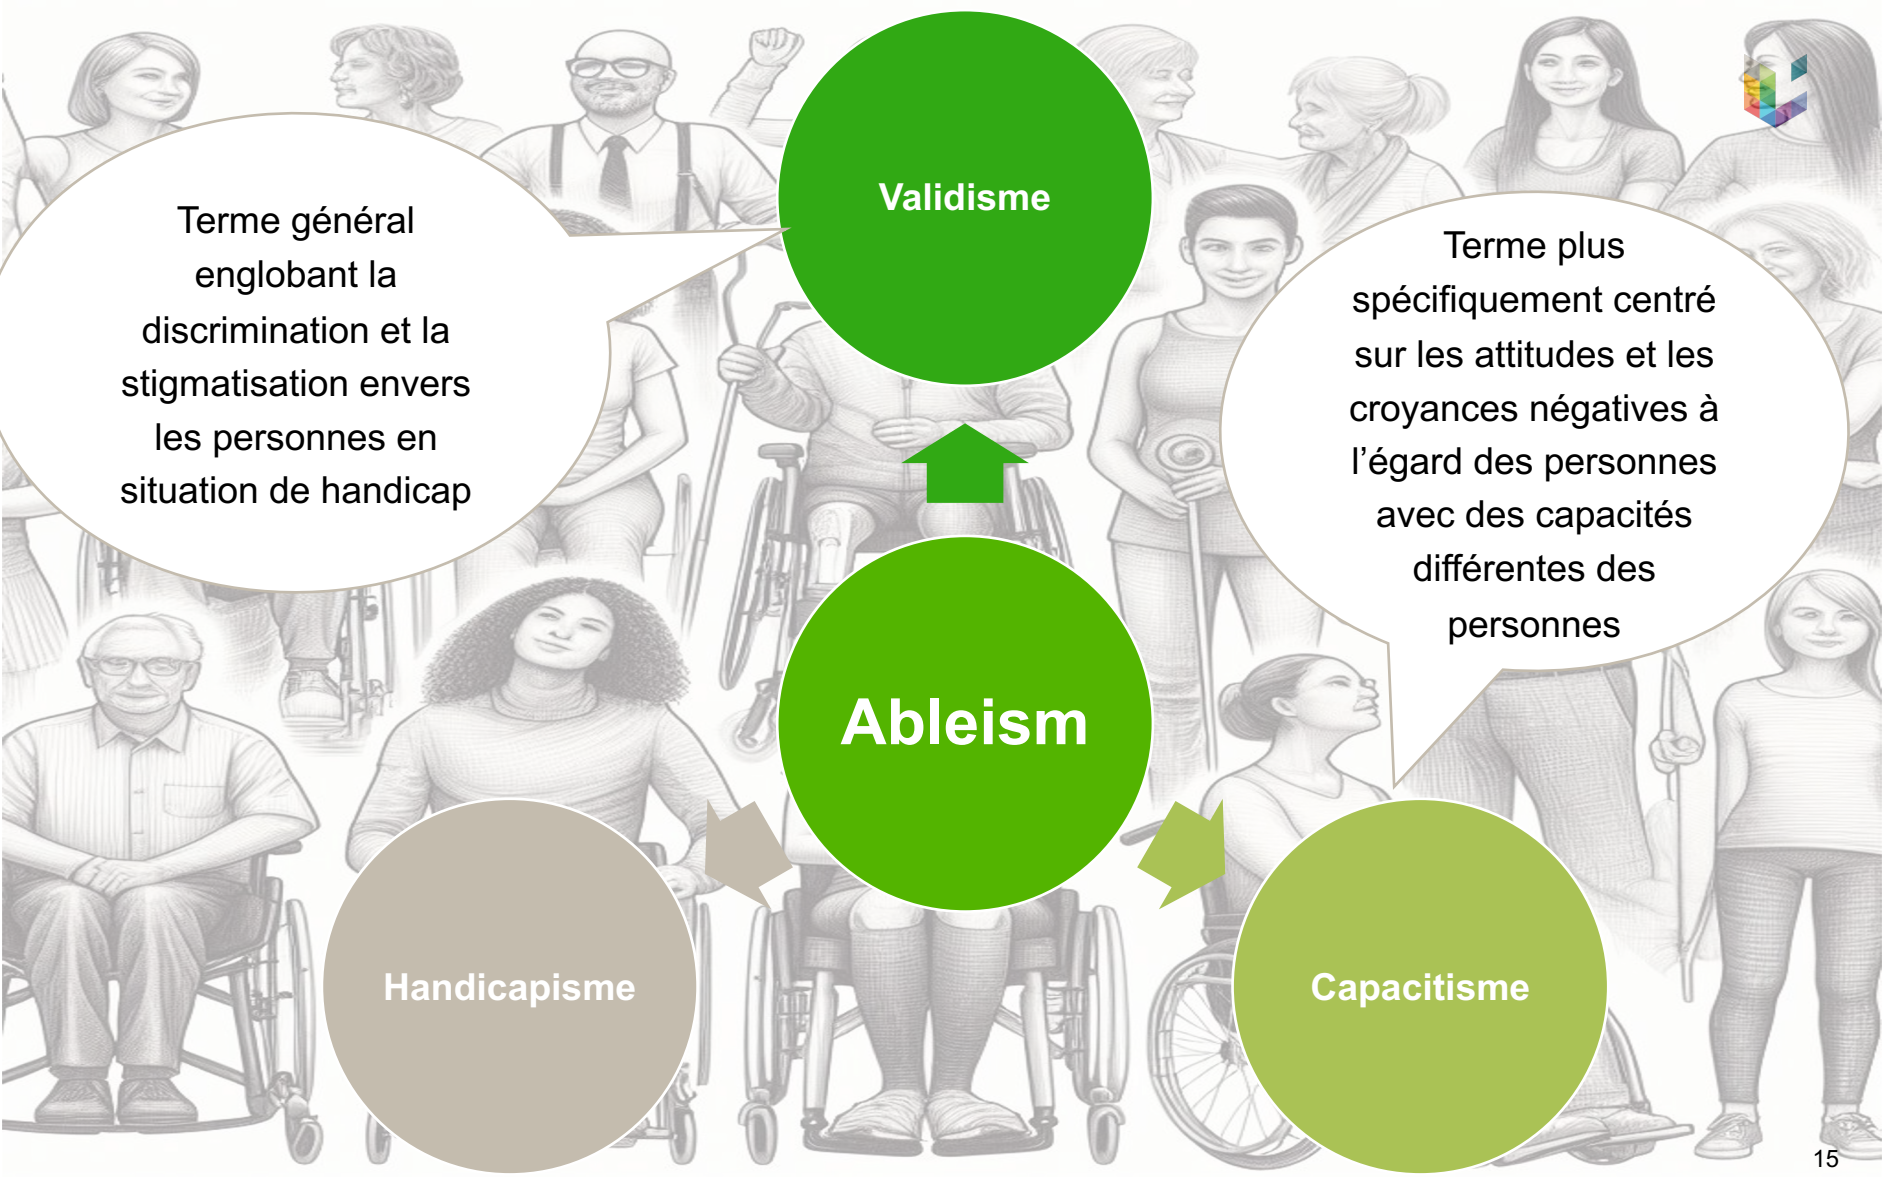 Validisme
Terme général
englobant la
discrimination et la
stigmatisation envers
les personnes en
situation de handicap
Terme plus
spécifiquement centré
sur les attitudes et les
croyances négatives à
l’égard des personnes
avec des capacités
différentes des
personnes
Ableism
Handicapisme
Capacitisme
15